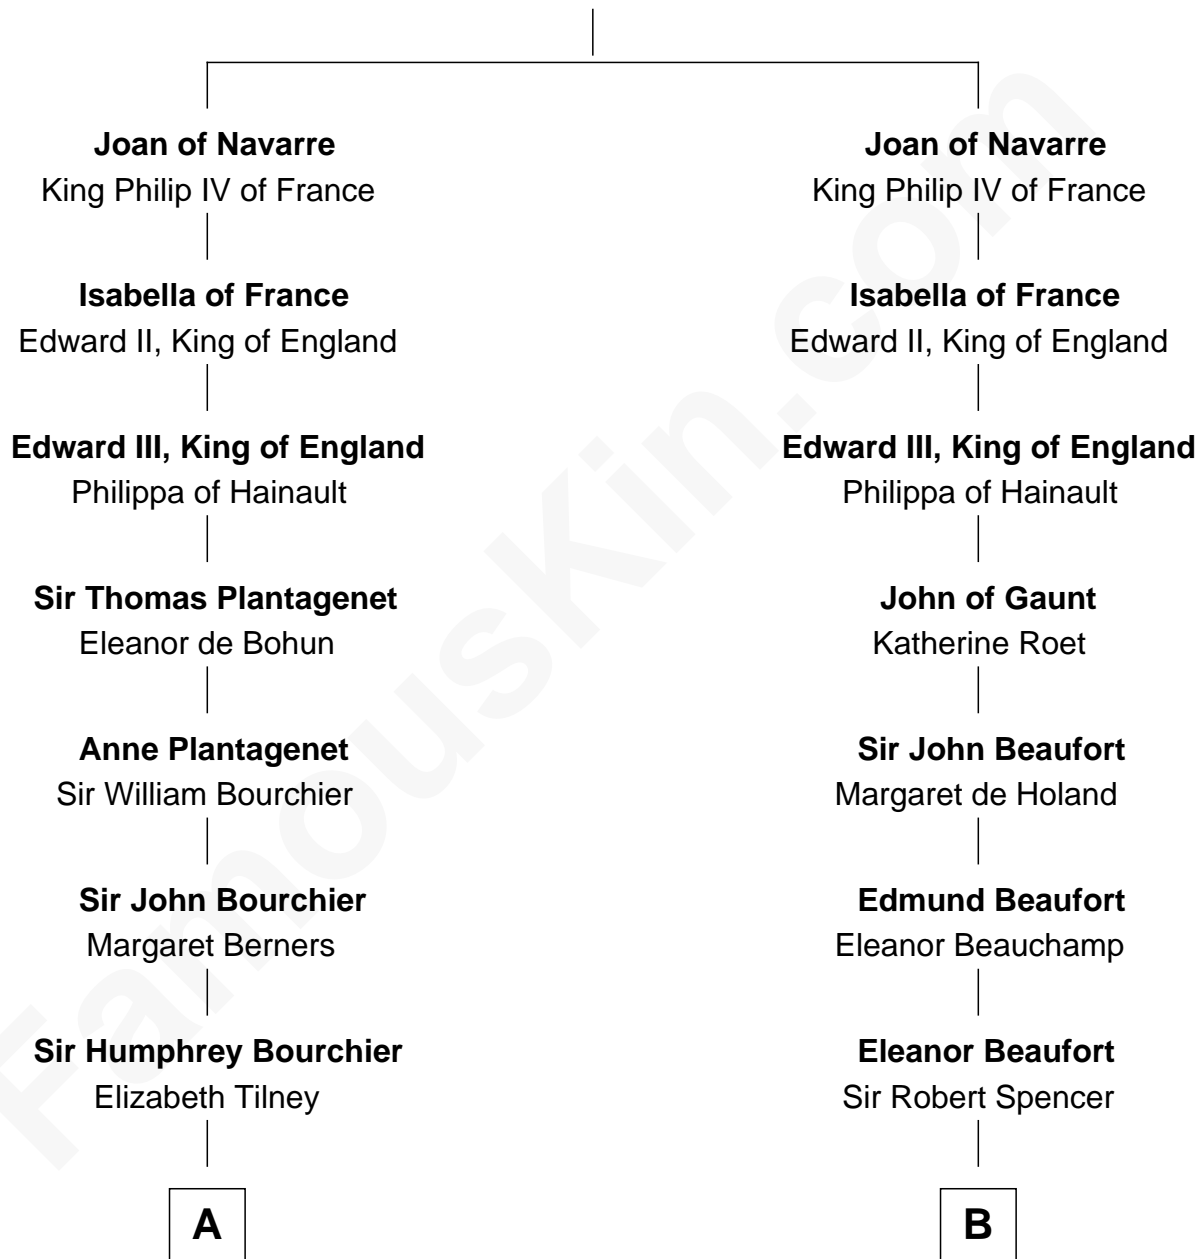 Joan of Navarre
King Philip IV of France
Isabella of France
Edward II, King of England
Edward III, King of England
Philippa of Hainault
Sir Thomas Plantagenet
Eleanor de Bohun
Anne Plantagenet
Sir William Bourchier
Sir John Bourchier
Margaret Berners
Sir Humphrey Bourchier
Elizabeth Tilney
A
Joan of Navarre
King Philip IV of France
Isabella of France
Edward II, King of England
Edward III, King of England
Philippa of Hainault
John of Gaunt
Katherine Roet
Sir John Beaufort
Margaret de Holand
Edmund Beaufort
Eleanor Beauchamp
Eleanor Beaufort
Sir Robert Spencer
B
FamousKin.com